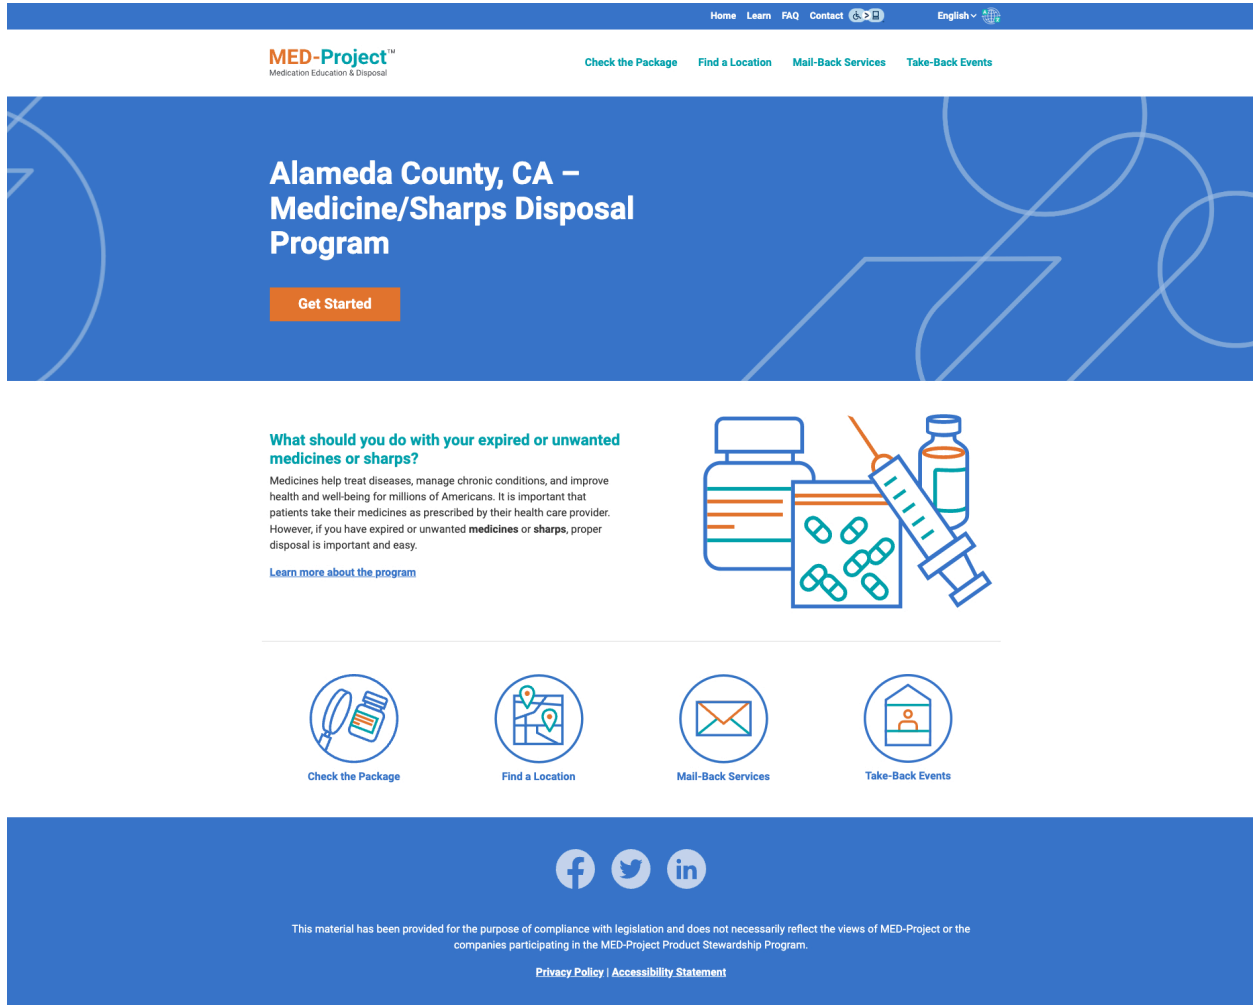 Home Learn FAQ Contact English
MED-Project™
Medication Education & Disposal
Check the Package Find a Location Mail-Back Services Take-Back Events
Alameda County, CA –
Medicine/Sharps Disposal
Program
Get Started
What should you do with your expired or unwanted
medicines or sharps?
Medicines help treat diseases, manage chronic conditions, and improve
health and well-being for millions of Americans. It is important that
patients take their medicines as prescribed by their health care provider.
However, if you have expired or unwanted medicines or sharps, proper
disposal is important and easy.
Learn more about the program
Check the Package Find a Location Mail-Back Services Take-Back Events
This material has been provided for the purpose of compliance with legislation and does not necessarily reflect the views of MED-Project or the
companies participating in the MED-Project Product Stewardship Program.
Privacy Policy | Accessibility Statement